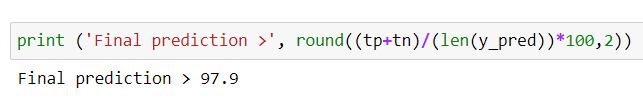 print ('Final prediction >', round((tp+tn)/(len(y_pred))*100,2))
Final prediction > 97.9